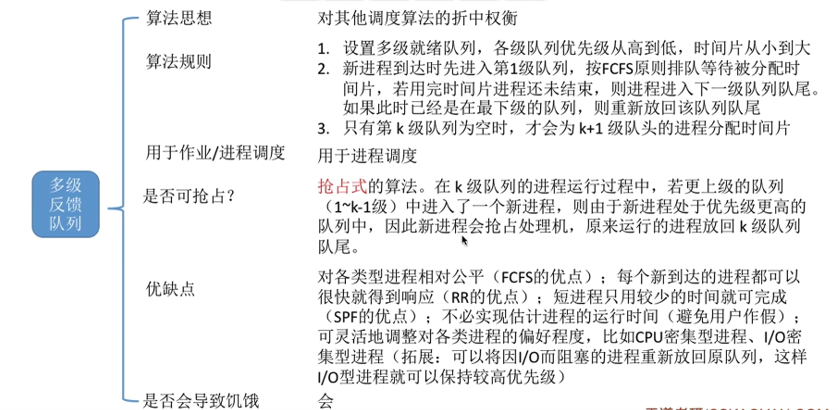 算法思想
对其他调度算法的折中权衡
算法规则
1. 设置多级就绪队列，各级队列优先级从高到低，时间片从小到大
2. 新进程到达时先进入第1级队列，按FCFS原则排队等待被分配时
间片，若用完时间片进程还未结束，则进程进入下一级队列队尾。
如果此时已经是在最下级的队列，则重新放回该队列队尾
3. 只有第 k 级队列为空时，才会为 k+1 级队头的进程分配时间片
用于作业/进程调度
用于进程调度
多级
反馈
队列
是否可抢占？
抢占式的算法。在 k 级队列的进程运行过程中，若更上级的队列
（1~k-1级）中进入了一个新进程，则由于新进程处于优先级更高的
队列中，因此新进程会抢占处理机，原来运行的进程放回 k 级队列
队尾。
优缺点
对各类型进程相对公平（FCFS的优点）；每个新到达的进程都可以
很快就得到响应（RR的优点）；短进程只用较少的时间就可完成
（SPF的优点）；不必实现估计进程的运行时间（避免用户作假）；
可灵活地调整对各类进程的偏好程度，比如CPU密集型进程、I/O密
集型进程（拓展：可以将因I/O而阻塞的进程重新放回原队列，这样
I/O型进程就可以保持较高优先级）
是否会导致饥饿
会